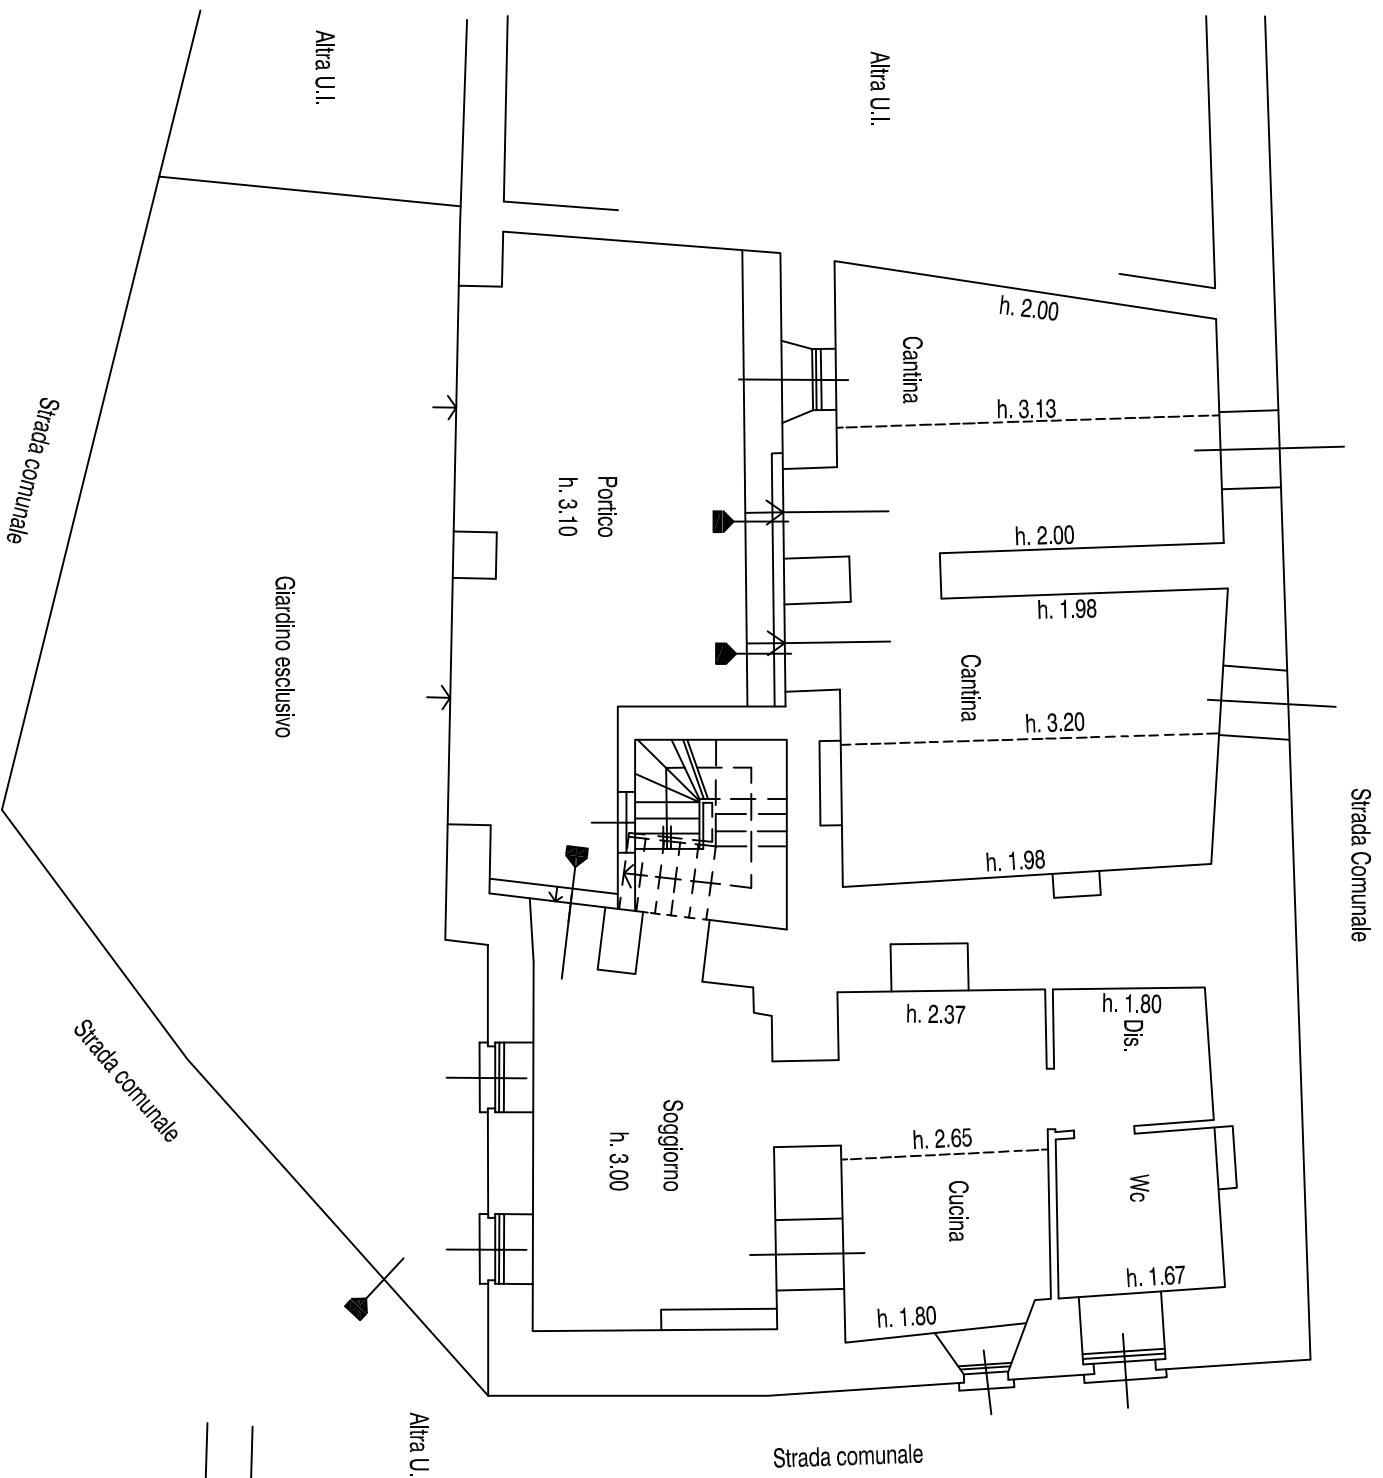 Altra U.I.
Altra U.I.
h. 2.00
Cantina
h. 3.13
Strada comunale
Portico
h. 3.10
h. 2.00
Giardino esclusivo
h. 1.98
Cantina
h. 3.20
Strada Comunale
h. 1.98
h. 2.37
h. 1.80
Dis.
Strada comunale
Soggiorno
h. 3.00
h. 2.65
Cucina
Wc
h. 1.67
h. 1.80
Altra U.
Strada comunale